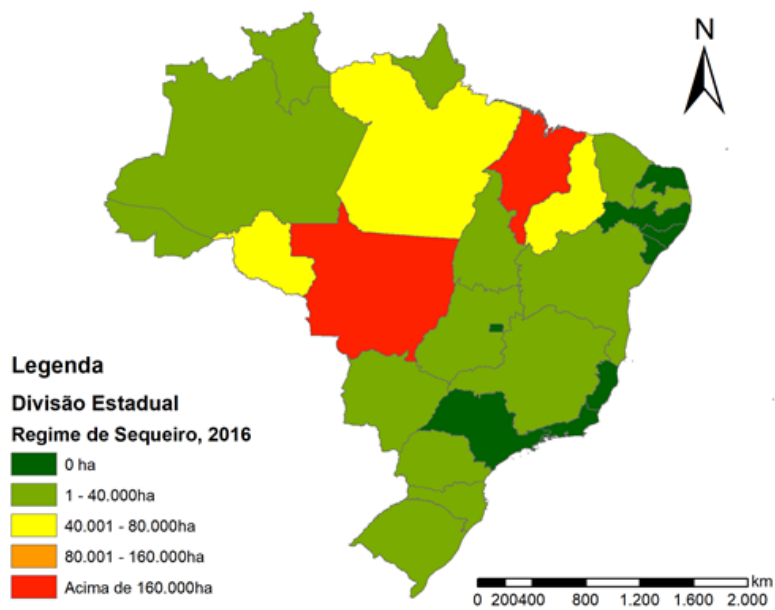 N
Legenda
Divisão Estadual
Regime de Sequeiro, 2016
0 ha
1 - 40.000ha
40.001 - 80.000ha
80.001 - 160.000ha
Acima de 160.000ha
km
0 200400 800 1.200 1.600 2.000